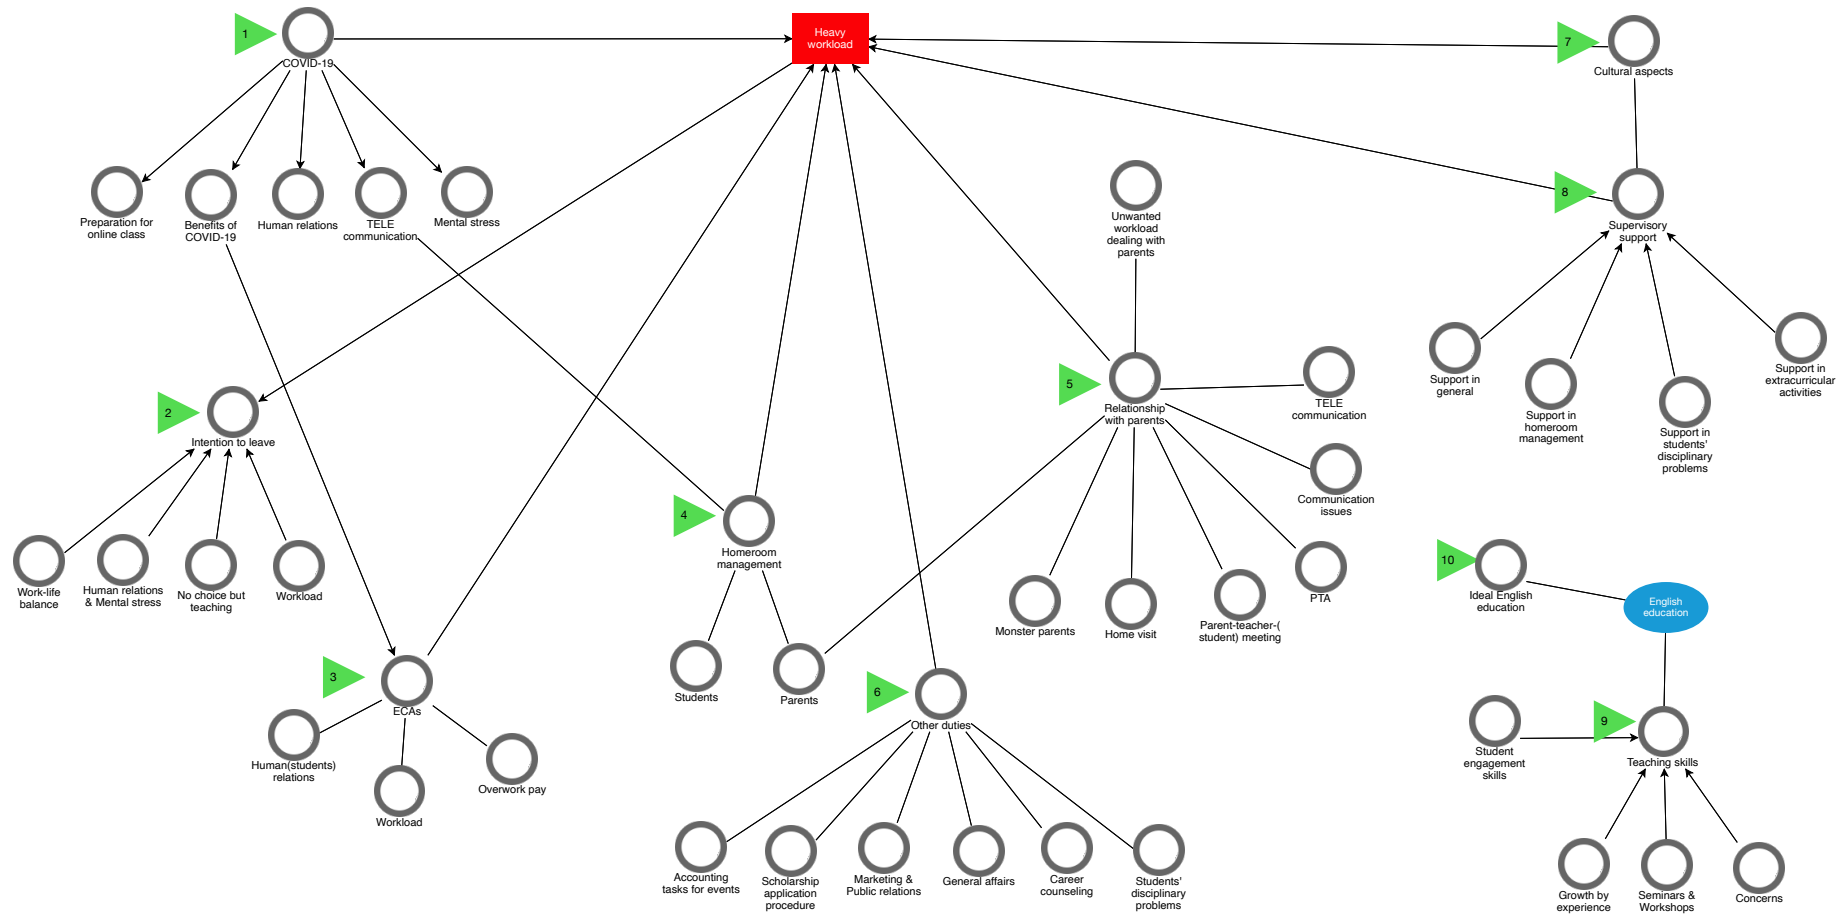 1
COVID-19
Heavy
workload
7
Cultural aspects
Preparation for
online class
Benefits of
COVID-19
Human relations
TELE
communication
Mental stress
Unwanted
workload
dealing with
parents
8
Supervisory
support
2
Intention to leave
5
Relationship
with parents
TELE
communication
Support in
general
Support in
homeroom
management
Support in
students'
disciplinary
problems
Support in
extracurricular
activities
Communication
issues
4
Homeroom
management
Work-life
balance
Human relations
& Mental stress
No choice but
teaching
Workload
Monster parents
Home visit
Parent-teacher-(
student) meeting
PTA
10
Ideal English
education
English
education
3
ECAs
Students
Parents
6
Other duties
Human(students)
relations
Workload
Overwork pay
Student
engagement
skills
9
Teaching skills
Accounting
tasks for events
Scholarship
application
procedure
Marketing &
Public relations
General affairs
Career
counseling
Students'
disciplinary
problems
Growth by
experience
Seminars &
Workshops
Concerns